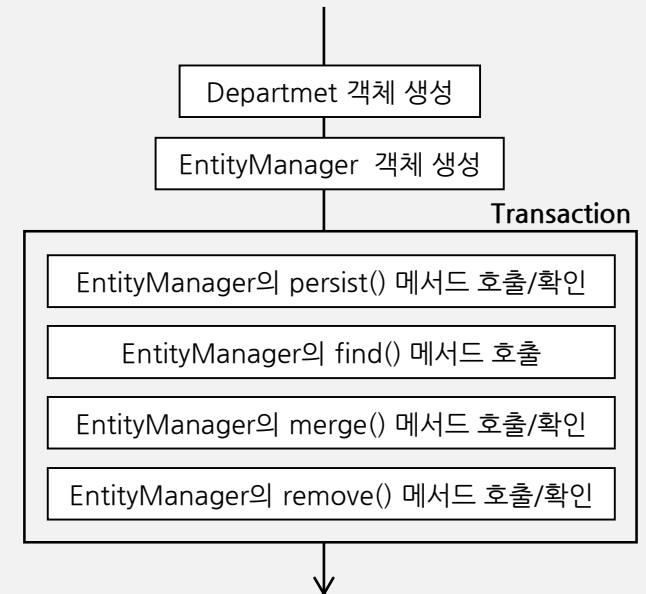 Departmet 객체 생성
EntityManager 객체 생성
Transaction
EntityManager의 persist() 메서드 호출/확인
EntityManager의 find() 메서드 호출
EntityManager의 merge() 메서드 호출/확인
EntityManager의 remove() 메서드 호출/확인